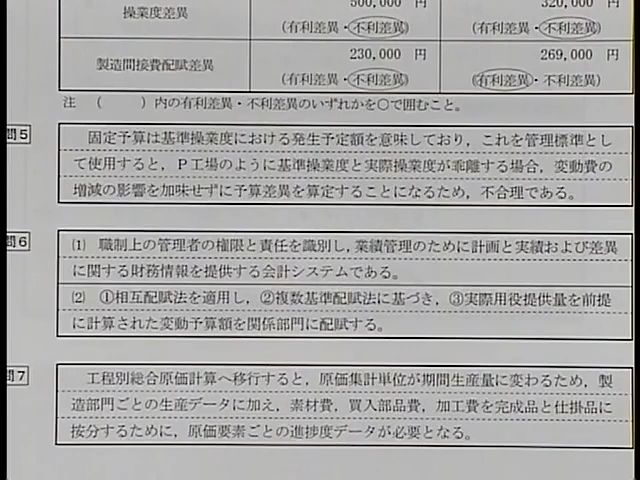 操業度差異 500,000 円 320,000 円
(有利差異・不利差異) (有利差異・不利差異)
製造間接費配賦差異 230,000 円 269,000 円
(有利差異・不利差異) (有利差異・不利差異)
注 ( )内の有利差異・不利差異のいずれかを○で囲むこと。
問5
固定予算は基準操業度における発生予定額を意味しており，これを管理標準とし
て使用すると，P工場のように基準操業度と実際操業度が乖離する場合，変動費の
増減の影響を加味せずに予算差異を算定することになるため，不合理である。
問6
⑴ 職制上の管理者の権限と責任を識別し，業績管理のために計画と実績および差異
に関する財務情報を提供する会計システムである。
⑵ ①相互配賦法を適用し，②複数基準配賦法に基づき，③実際用役提供量を前提
に計算された変動予算額を関係部門に配賦する。
問7
工程別総合原価計算へ移行すると，原価集計単位が期間生産量に変わるため，製
造部門ごとの生産データに加え，素材費，買入部品費，加工費を完成品と仕掛品に
按分するために，原価要素ごとの進捗度データが必要となる。